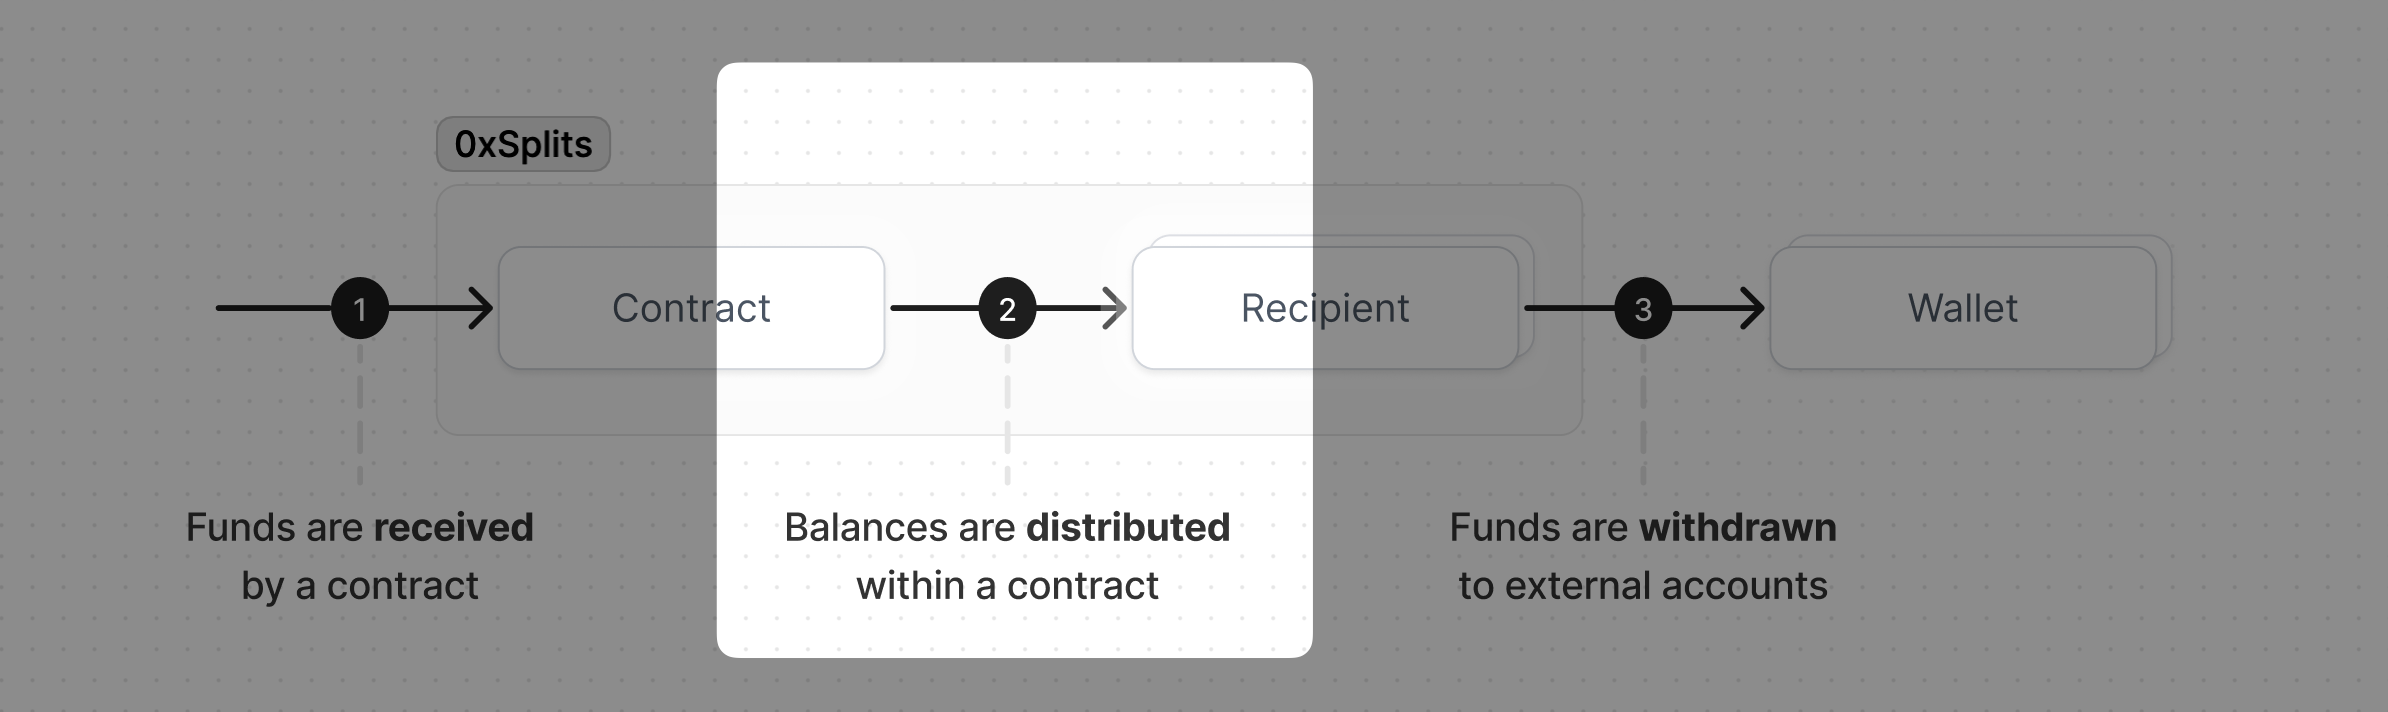 0xSplits
1
Contract
2
Recipient
3
Wallet
Funds are received
by a contract
Balances are distributed
within a contract
Funds are withdrawn
to external accounts